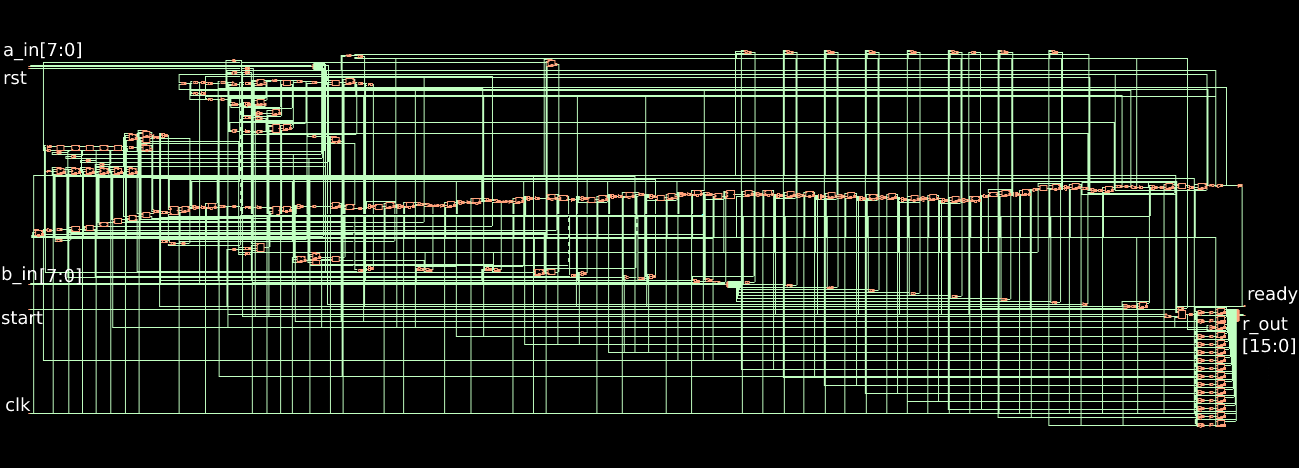 a_in[7:0]
rst
b_in[7:0]
start
clk
ready
r_out
[15:0]